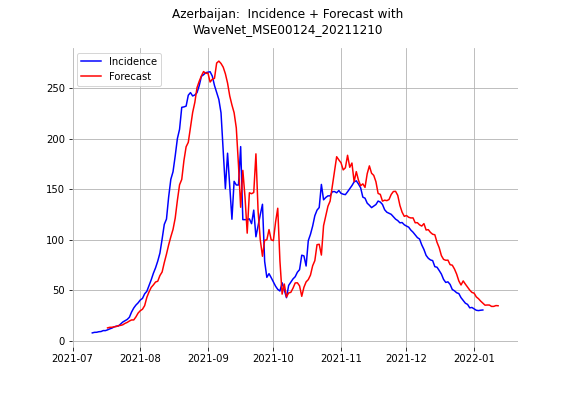 Azerbaijan:  Incidence + Forecast with
WaveNet_MSE00124_20211210
Incidence
Forecast
250
200
150
100
50
0
2021-07 2021-08 2021-09 2021-10 2021-11 2021-12 2022-01